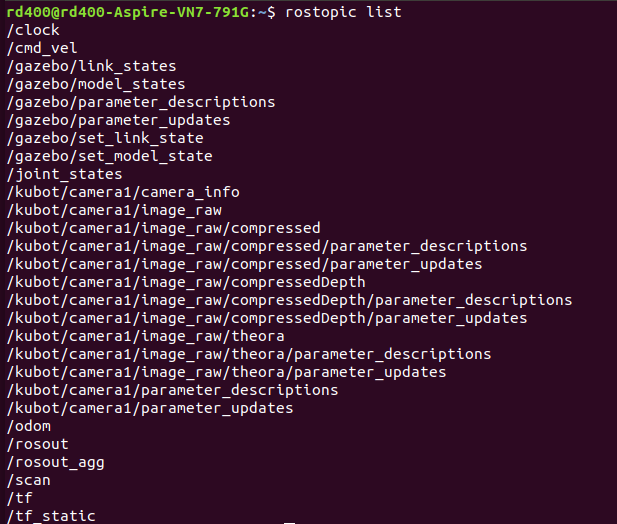 rd400@rd400-Aspire-VN7-791G:~$ rostopic list
/clock
/cmd_vel
/gazebo/link_states
/gazebo/model_states
/gazebo/parameter_descriptions
/gazebo/parameter_updates
/gazebo/set_link_state
/gazebo/set_model_state
/joint_states
/kubot/camera1/camera_info
/kubot/camera1/image_raw
/kubot/camera1/image_raw/compressed
/kubot/camera1/image_raw/compressed/parameter_descriptions
/kubot/camera1/image_raw/compressed/parameter_updates
/kubot/camera1/image_raw/compressedDepth
/kubot/camera1/image_raw/compressedDepth/parameter_descriptions
/kubot/camera1/image_raw/compressedDepth/parameter_updates
/kubot/camera1/image_raw/theora
/kubot/camera1/image_raw/theora/parameter_descriptions
/kubot/camera1/image_raw/theora/parameter_updates
/kubot/camera1/parameter_descriptions
/kubot/camera1/parameter_updates
/odom
/rosout
/rosout_agg
/scan
/tf
/tf_static